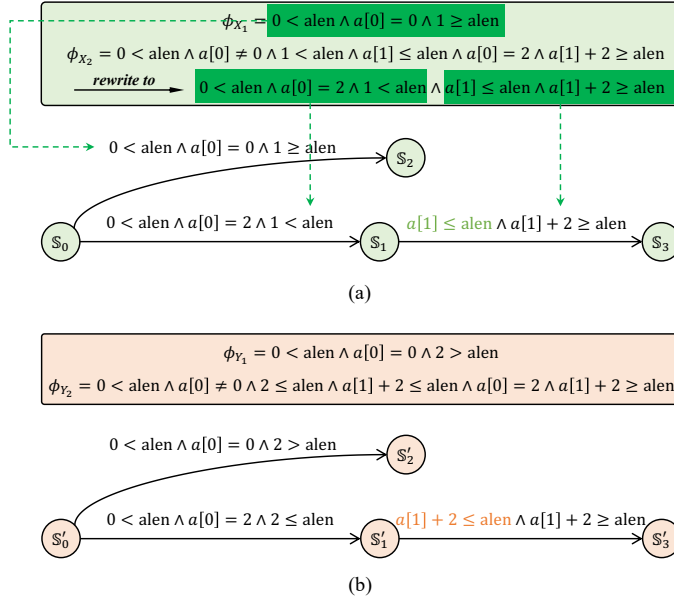 ϕ_{X_1} = 0 < alen ∧ a[0] = 0 ∧ 1 ≥ alen
ϕ_{X_2} = 0 < alen ∧ a[0] ≠ 0 ∧ 1 < alen ∧ a[1] ≤ alen ∧ a[0] = 2 ∧ a[1] + 2 ≥ alen
rewrite to 0 < alen ∧ a[0] = 2 ∧ 1 < alen ∧ a[1] ≤ alen ∧ a[1] + 2 ≥ alen
0 < alen ∧ a[0] = 0 ∧ 1 ≥ alen
𝕊_2
0 < alen ∧ a[0] = 2 ∧ 1 < alen
a[1] ≤ alen ∧ a[1] + 2 ≥ alen
𝕊_0
𝕊_1
𝕊_3
(a)
ϕ_{Y_1} = 0 < alen ∧ a[0] = 0 ∧ 2 > alen
ϕ_{Y_2} = 0 < alen ∧ a[0] ≠ 0 ∧ 2 ≤ alen ∧ a[1] + 2 ≤ alen ∧ a[0] = 2 ∧ a[1] + 2 ≥ alen
0 < alen ∧ a[0] = 0 ∧ 2 > alen
𝕊′_2
0 < alen ∧ a[0] = 2 ∧ 2 ≤ alen
a[1] + 2 ≤ alen ∧ a[1] + 2 ≥ alen
𝕊′_0
𝕊′_1
𝕊′_3
(b)